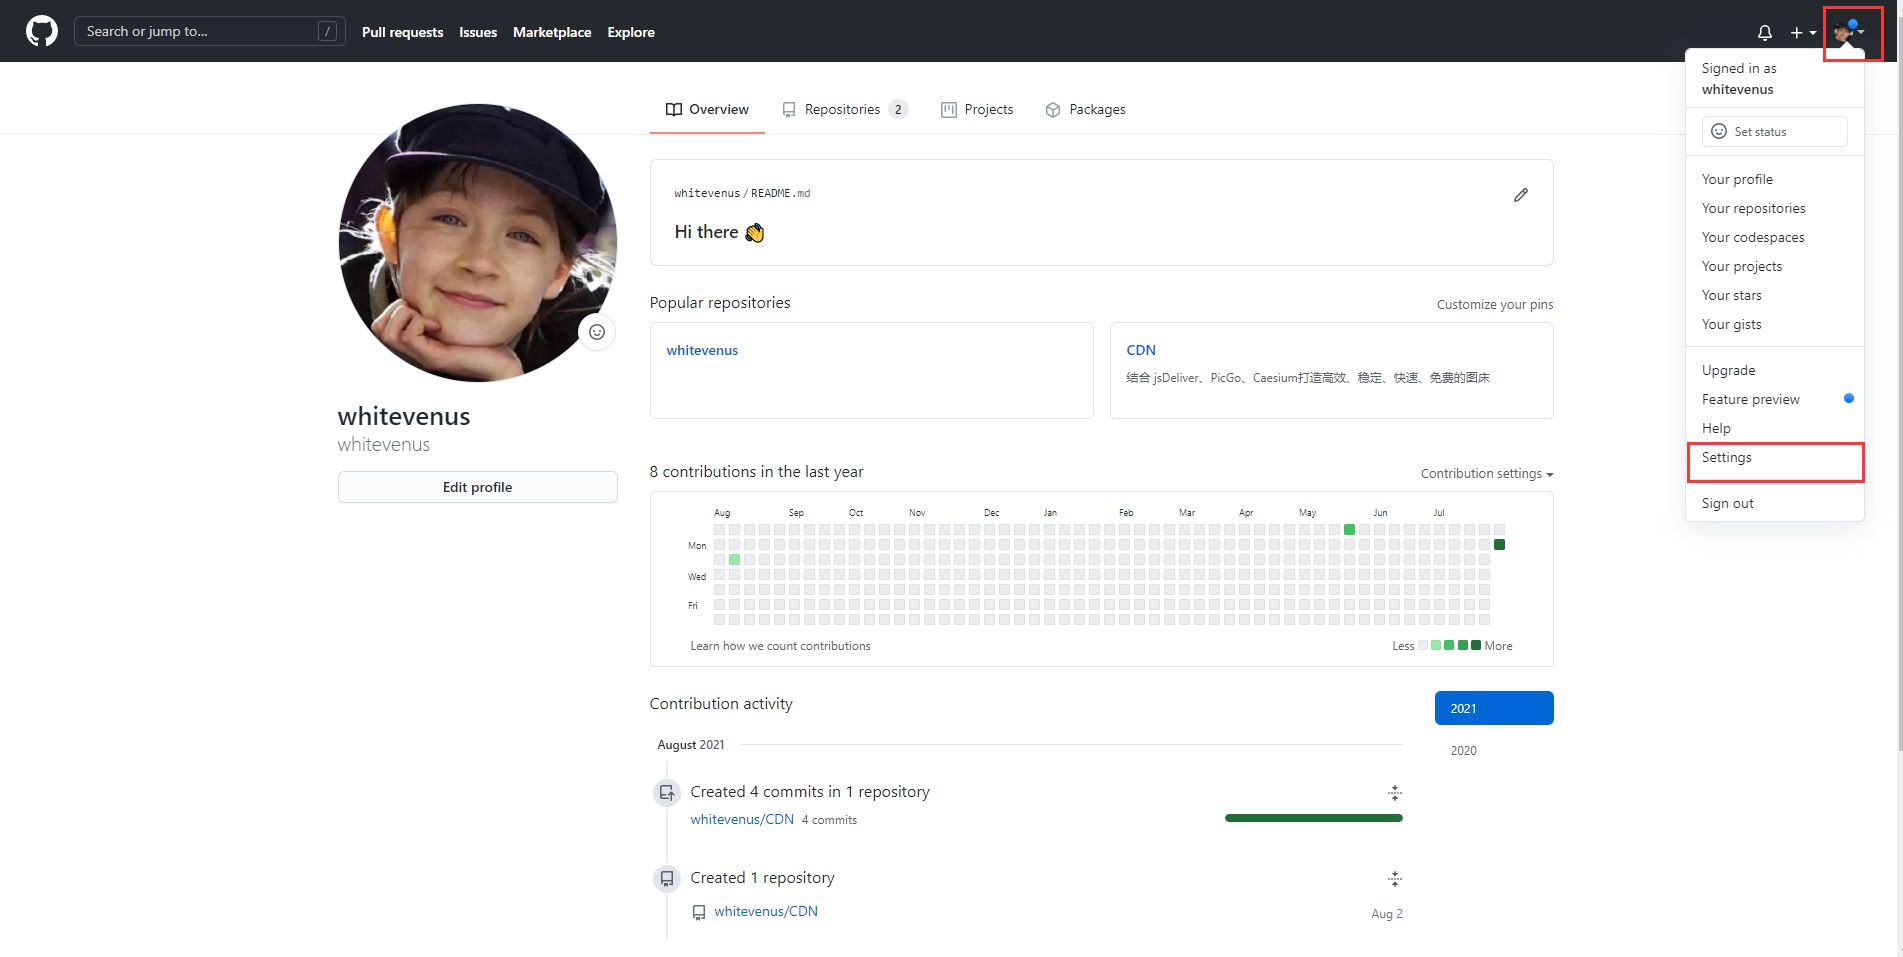 Search or jump to... /
Pull requests Issues Marketplace Explore
Signed in as
whitevenus
Set status
Your profile
Your repositories
Your codespaces
Your projects
Your stars
Your gists
Upgrade
Feature preview
Help
Settings
Sign out
Overview Repositories 2 Projects Packages
whitevenus
whitevenus
Edit profile
whitevenus/README.md
Hi there 👋
Popular repositories Customize your pins
whitevenus
CDN
结合 jsDeliver、PicGo、Caesium打造高效、稳定、快速、免费的图床
8 contributions in the last year Contribution settings
Aug Sep Oct Nov Dec Jan Feb Mar Apr May Jun Jul
Mon
Wed
Fri
Learn how we count contributions Less More
Contribution activity
2021
2020
August 2021
Created 4 commits in 1 repository
whitevenus/CDN 4 commits
Created 1 repository
whitevenus/CDN Aug 2